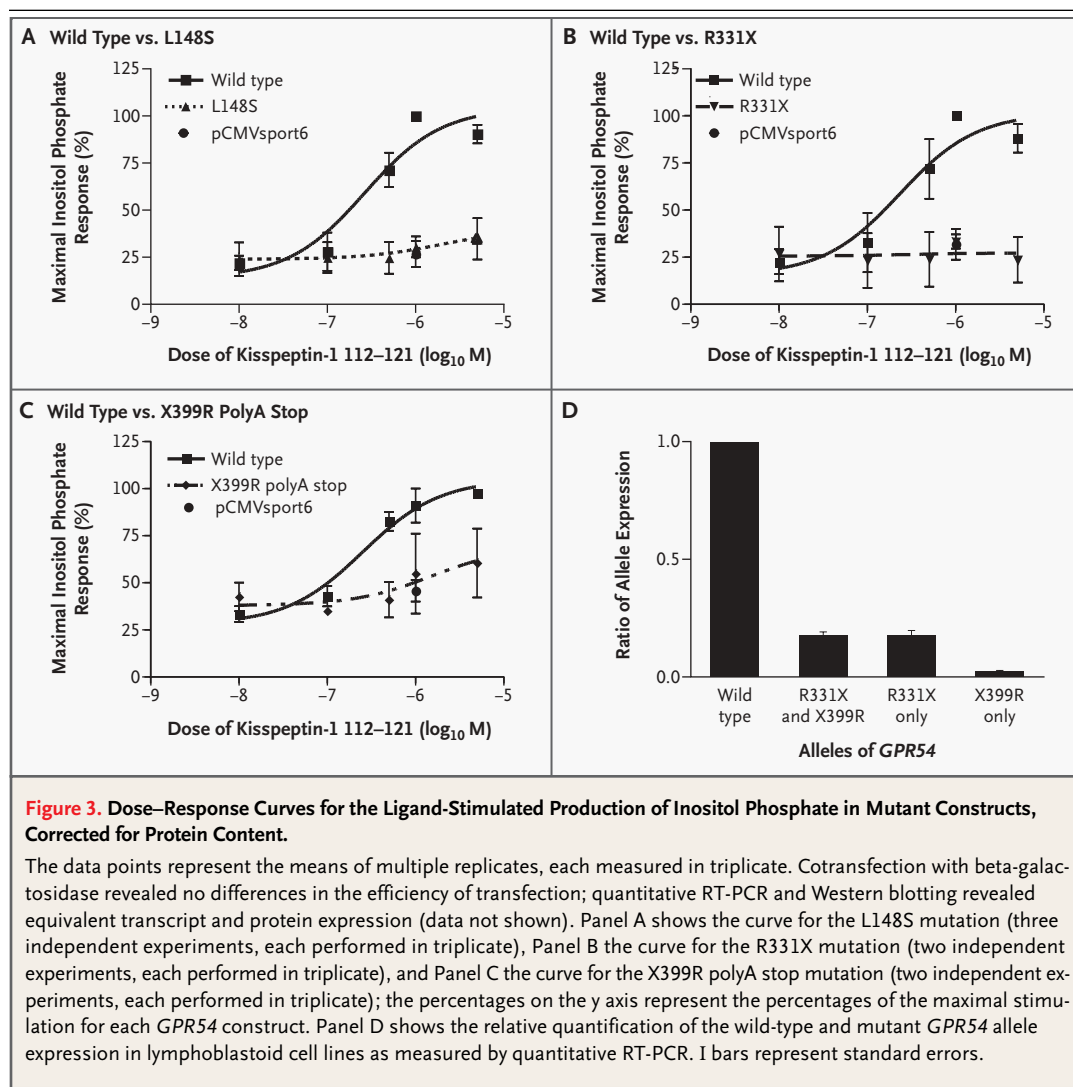 A Wild Type vs. L148S
Maximal Inositol Phosphate
Response (%)
125
100
75
50
25
0
Wild type
L148S
pCMVsport6
−9
−8
−7
−6
−5
Dose of Kisspeptin-1 112–121 (log10 M)
B Wild Type vs. R331X
Maximal Inositol Phosphate
Response (%)
125
100
75
50
25
0
Wild type
R331X
pCMVsport6
−9
−8
−7
−6
−5
Dose of Kisspeptin-1 112–121 (log10 M)
C Wild Type vs. X399R PolyA Stop
Maximal Inositol Phosphate
Response (%)
125
100
75
50
25
0
Wild type
X399R polyA stop
pCMVsport6
−9
−8
−7
−6
−5
Dose of Kisspeptin-1 112–121 (log10 M)
D
Ratio of Allele Expression
1.0
0.5
0.0
Wild
type
R331X
and X399R
R331X
only
X399R
only
Alleles of GPR54
Figure 3. Dose–Response Curves for the Ligand-Stimulated Production of Inositol Phosphate in Mutant Constructs,
Corrected for Protein Content.
The data points represent the means of multiple replicates, each measured in triplicate. Cotransfection with beta-galac-
tosidase revealed no differences in the efficiency of transfection; quantitative RT-PCR and Western blotting revealed
equivalent transcript and protein expression (data not shown). Panel A shows the curve for the L148S mutation (three
independent experiments, each performed in triplicate), Panel B the curve for the R331X mutation (two independent
experiments, each performed in triplicate), and Panel C the curve for the X399R polyA stop mutation (two independent ex-
periments, each performed in triplicate); the percentages on the y axis represent the percentages of the maximal stimu-
lation for each GPR54 construct. Panel D shows the relative quantification of the wild-type and mutant GPR54 allele
expression in lymphoblastoid cell lines as measured by quantitative RT-PCR. I bars represent standard errors.